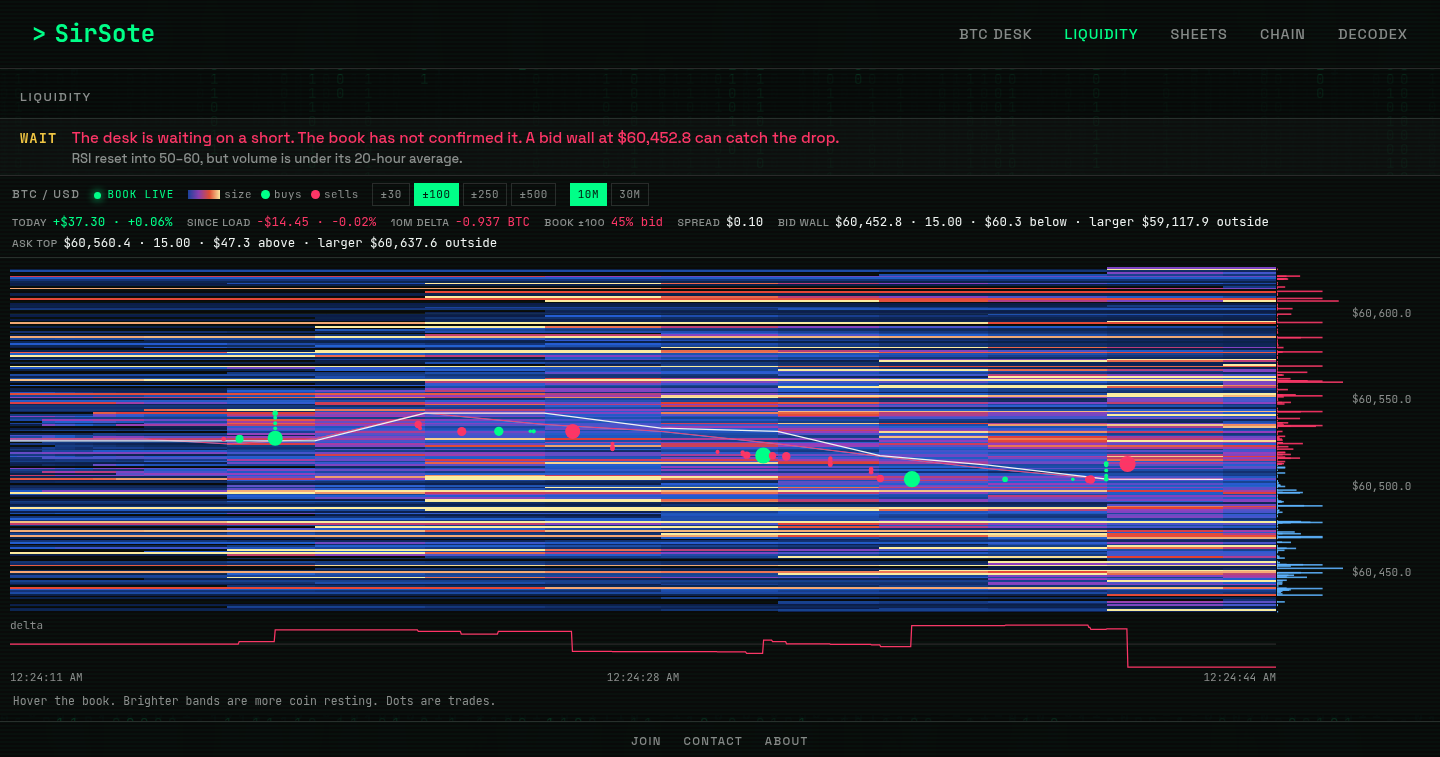 > SirSote
BTC DESK LIQUIDITY SHEETS CHAIN DECODEX
LIQUIDITY
WAIT The desk is waiting on a short. The book has not confirmed it. A bid wall at $60,452.8 can catch the drop.
RSI reset into 50–60, but volume is under its 20-hour average.
BTC / USD BOOK LIVE size buys sells ±30 ±100 ±250 ±500 10M 30M
TODAY +$37.30 · +0.06% SINCE LOAD -$14.45 · -0.02% 10M DELTA -0.937 BTC BOOK ±100 45% bid SPREAD $0.10 BID WALL $60,452.8 · 15.00 · $60.3 below · larger $59,117.9 outside
ASK TOP $60,560.4 · 15.00 · $47.3 above · larger $60,637.6 outside
$60,600.0
$60,550.0
$60,500.0
$60,450.0
delta
12:24:11 AM 12:24:28 AM 12:24:44 AM
Hover the book. Brighter bands are more coin resting. Dots are trades.
JOIN CONTACT ABOUT